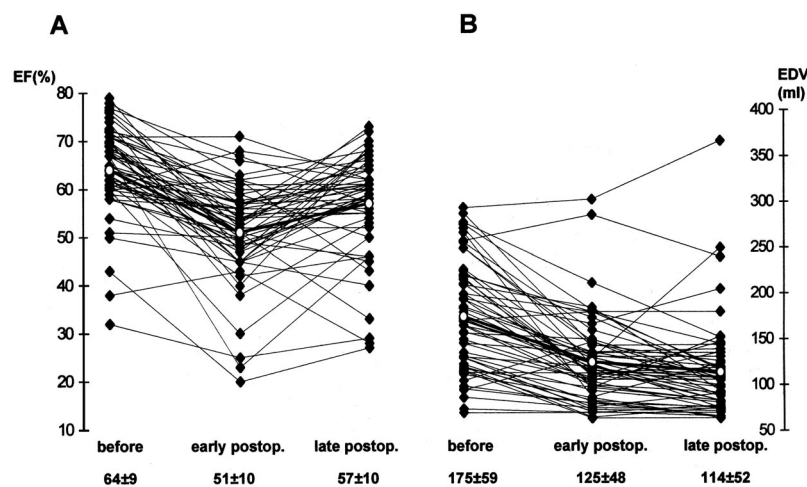 A
B
EF(%)
80
70
60
50
40
30
20
10
before early postop. late postop.
64±9 51±10 57±10
EDV
(ml)
400
350
300
250
200
150
100
50
before early postop. late postop.
175±59 125±48 114±52